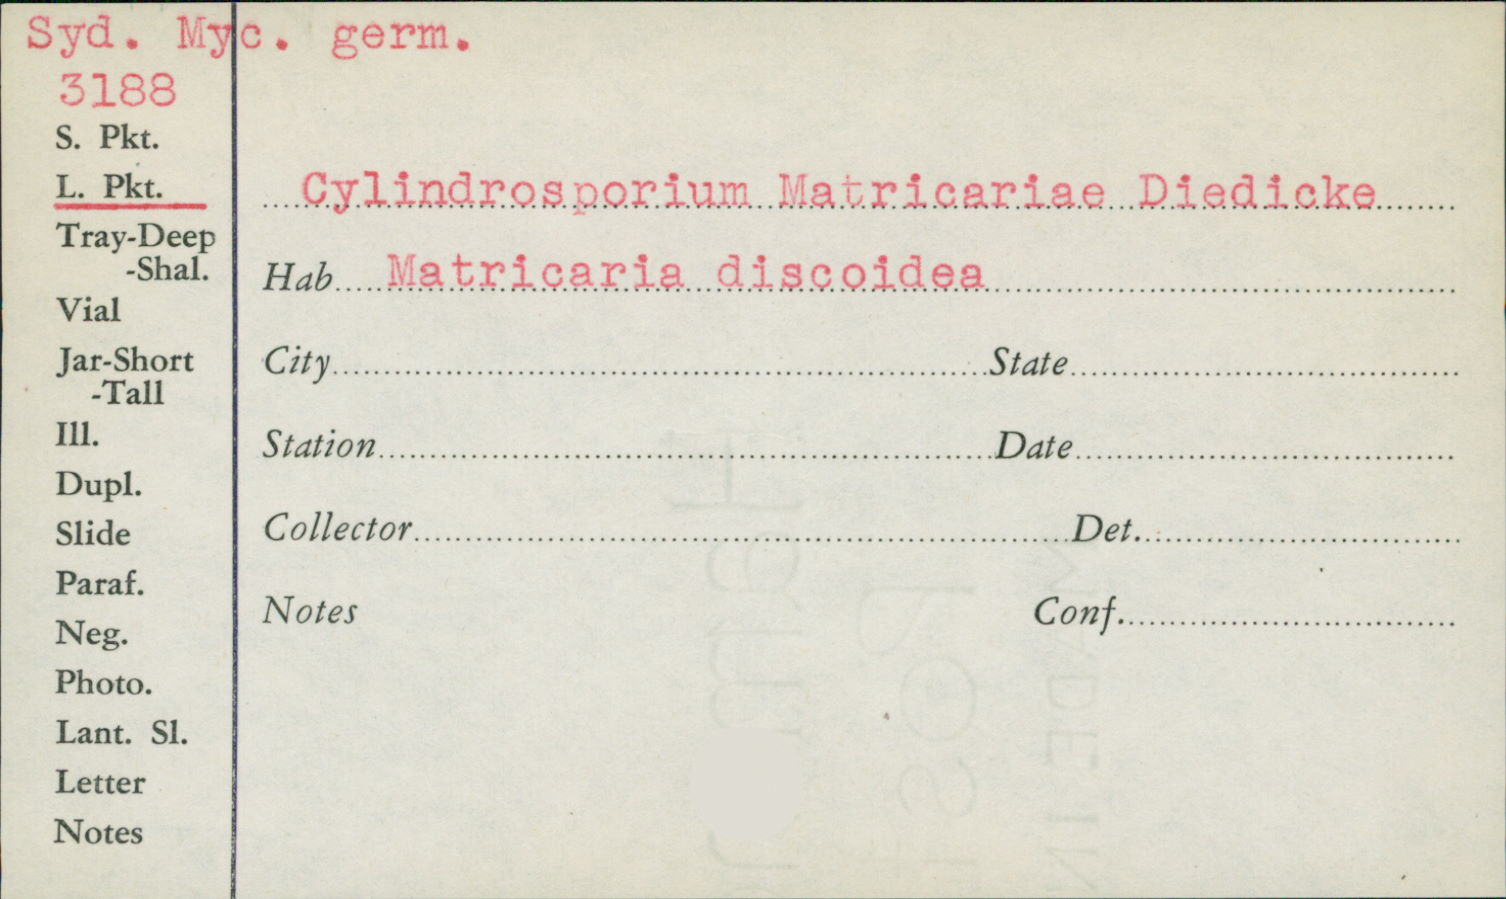 Syd. Myc. germ.
3188
S. Pkt.
L. Pkt.
Tray-Deep
-Shal.
Vial
Jar-Short
-Tall
Ill.
Dupl.
Slide
Paraf.
Neg.
Photo.
Lant. Sl.
Letter
Notes
Cylindrosporium Matricariae Diedicke
Hab. Matricaria discoidea
City State
Station Date
Collector Det.
Notes Conf.